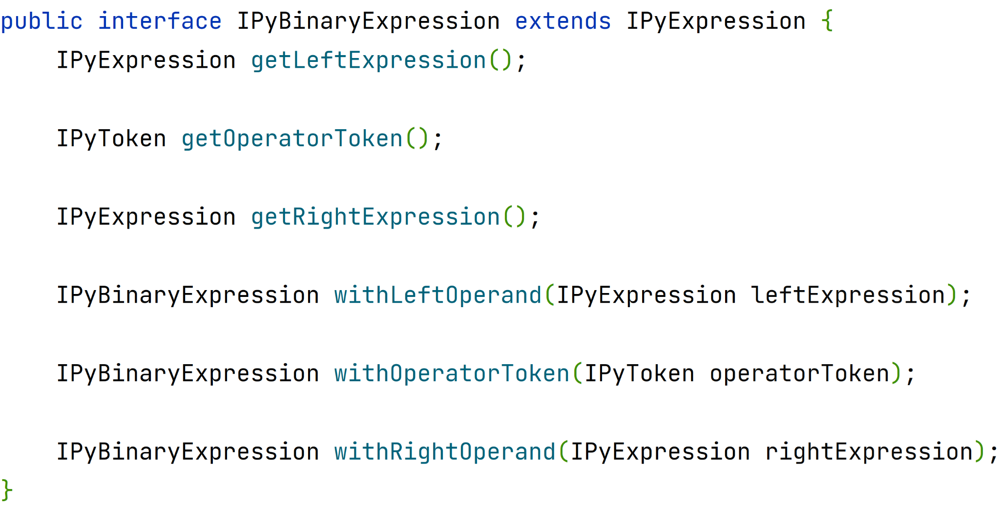 public interface IPyBinaryExpression extends IPyExpression {
    IPyExpression getLeftExpression();
    IPyToken getOperatorToken();
    IPyExpression getRightExpression();
    IPyBinaryExpression withLeftOperand(IPyExpression leftExpression);
    IPyBinaryExpression withOperatorToken(IPyToken operatorToken);
    IPyBinaryExpression withRightOperand(IPyExpression rightExpression);
}